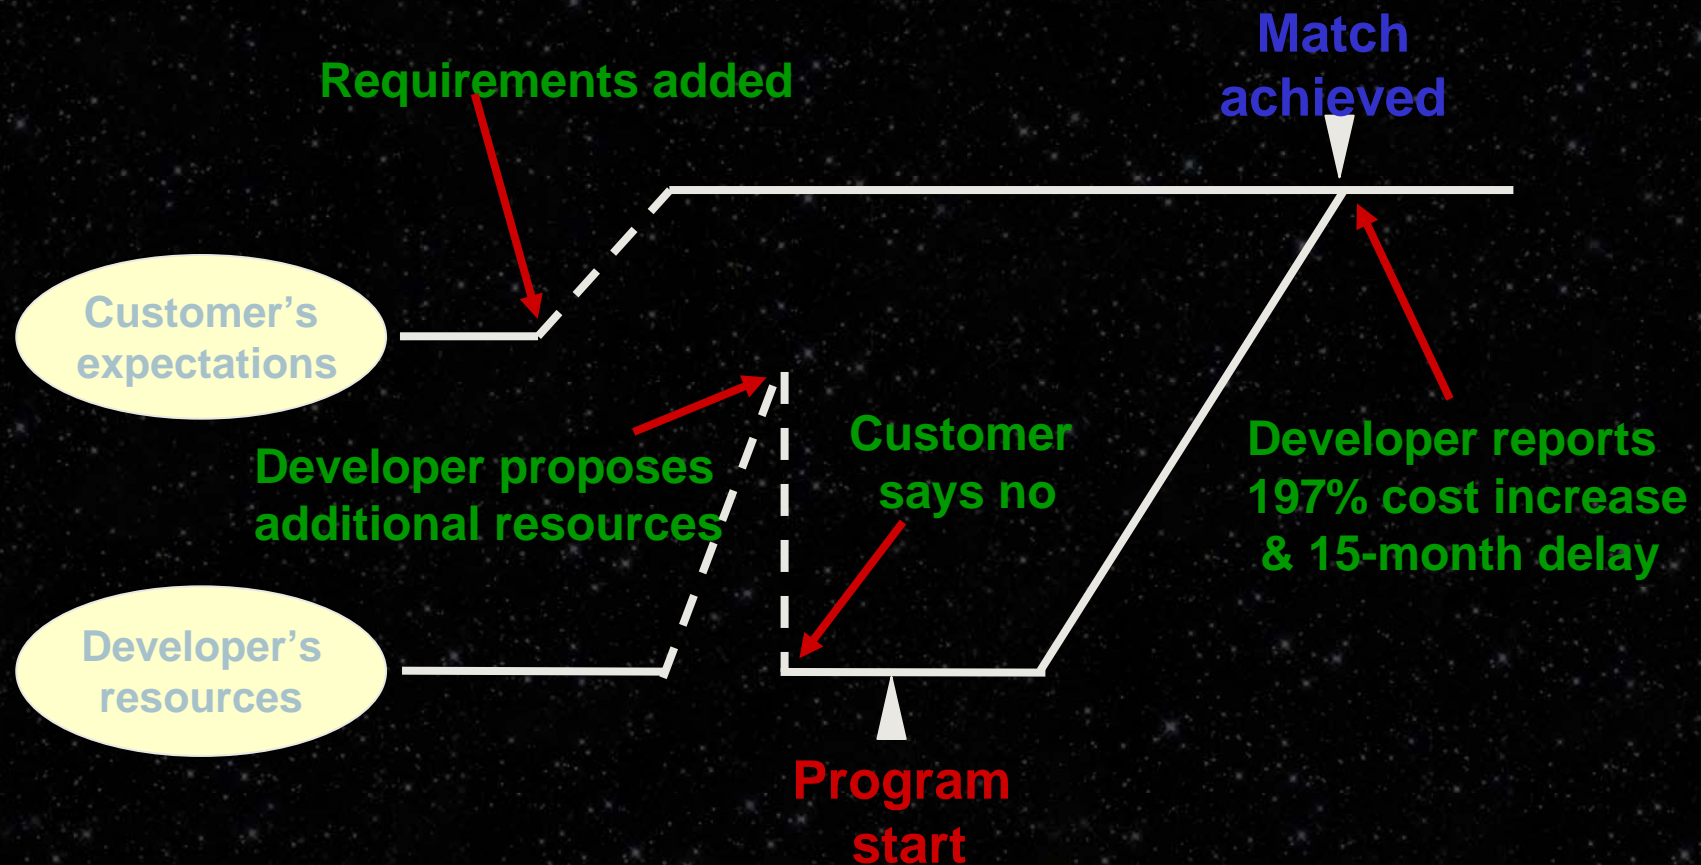 Match
achieved
Requirements added
Customer’s
expectations
Developer proposes
additional resources
Customer
says no
Developer reports
197% cost increase
& 15-month delay
Developer’s
resources
Program
start